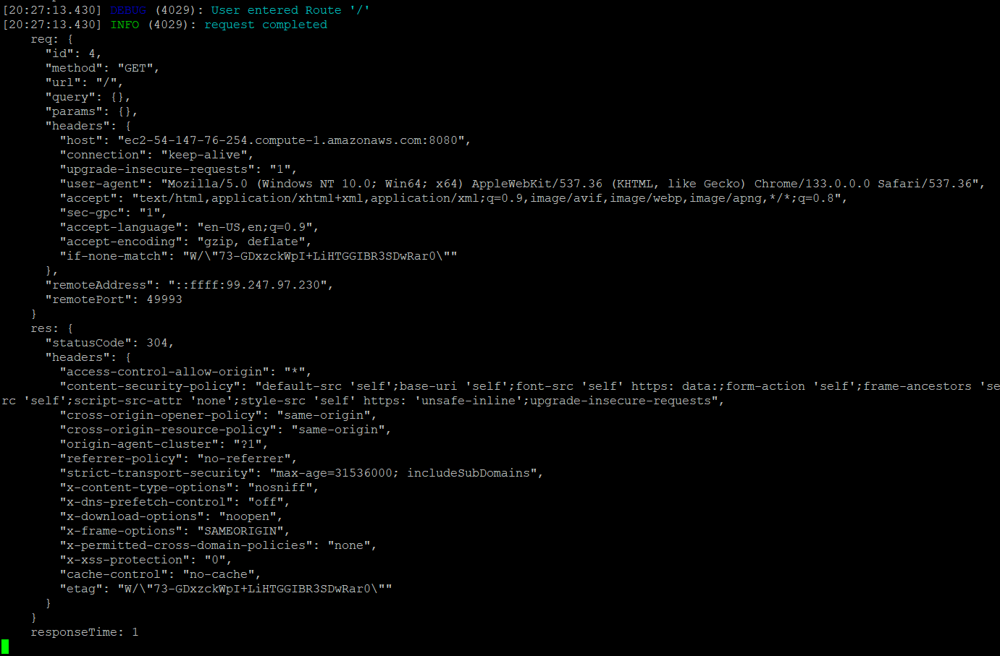 [20:27:13.430] DEBUG (4029): User entered Route '/'
[20:27:13.430] INFO (4029): request completed
    req: {
      "id": 4,
      "method": "GET",
      "url": "/",
      "query": {},
      "params": {},
      "headers": {
        "host": "ec2-54-147-76-254.compute-1.amazonaws.com:8080",
        "connection": "keep-alive",
        "upgrade-insecure-requests": "1",
        "user-agent": "Mozilla/5.0 (Windows NT 10.0; Win64; x64) AppleWebKit/537.36 (KHTML, like Gecko) Chrome/133.0.0.0 Safari/537.36",
        "accept": "text/html,application/xhtml+xml,application/xml;q=0.9,image/avif,image/webp,image/apng,*/*;q=0.8",
        "sec-gpc": "1",
        "accept-language": "en-US,en;q=0.9",
        "accept-encoding": "gzip, deflate",
        "if-none-match": "W/\"73-GDxzckWpI+LiHTGGIBR3SDwRar0\""
      },
      "remoteAddress": "::ffff:99.247.97.230",
      "remotePort": 49993
    }
    res: {
      "statusCode": 304,
      "headers": {
        "access-control-allow-origin": "*",
        "content-security-policy": "default-src 'self';base-uri 'self';font-src 'self' https: data:;form-action 'self';frame-ancestors 'se
rc 'self';script-src-attr 'none';style-src 'self' https: 'unsafe-inline';upgrade-insecure-requests",
        "cross-origin-opener-policy": "same-origin",
        "cross-origin-resource-policy": "same-origin",
        "origin-agent-cluster": "?1",
        "referrer-policy": "no-referrer",
        "strict-transport-security": "max-age=31536000; includeSubDomains",
        "x-content-type-options": "nosniff",
        "x-dns-prefetch-control": "off",
        "x-download-options": "noopen",
        "x-frame-options": "SAMEORIGIN",
        "x-permitted-cross-domain-policies": "none",
        "x-xss-protection": "0",
        "cache-control": "no-cache",
        "etag": "W/\"73-GDxzckWpI+LiHTGGIBR3SDwRar0\""
      }
    }
    responseTime: 1